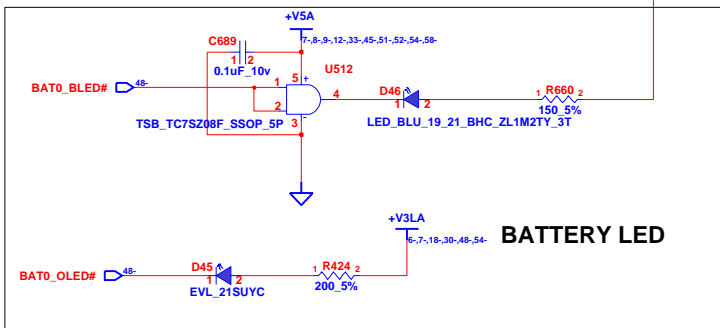 +V5A
C689
7-,8-,9-,12-,33-,45-,51-,52-,54-,58-
1 2
0.1uF_10v
U512
5 +
BAT0_BLED#
48-
1
2
4
3 -
D46
1 2
R660
1 2
150_5%
TSB_TC7SZ08F_SSOP_5P
LED_BLU_19_21_BHC_ZL1M2TY_3T
+V3LA
6-,7-,18-,30-,48-,54-
BATTERY LED
BAT0_OLED#
48-
D45
1 2
EVL_21SUYC
R424
1 2
200_5%